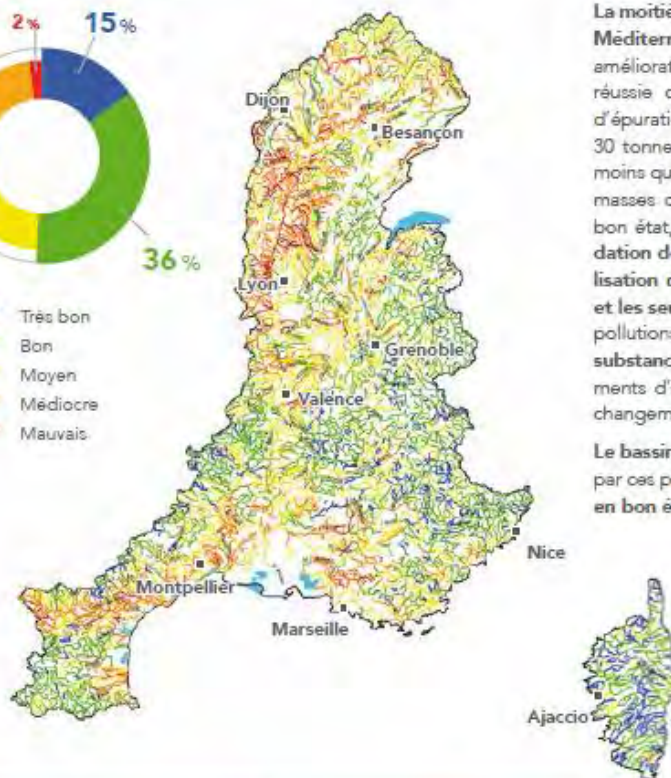 2%
15%
36%
Très bon
Bon
Moyen
Médiocre
Mauvais
Dijon
Besançon
Lyon
Grenoble
Valence
Montpellier
Marseille
Nice
Ajaccio
La moitié
Méditerr
améliorat
réussie d
d'épurati
30 tonne
moins qu
masses d
bon état,
dation de
lisation d
et les seu
pollutions
substanc
ments d'
changem
Le bassin
par ces p
en bon é